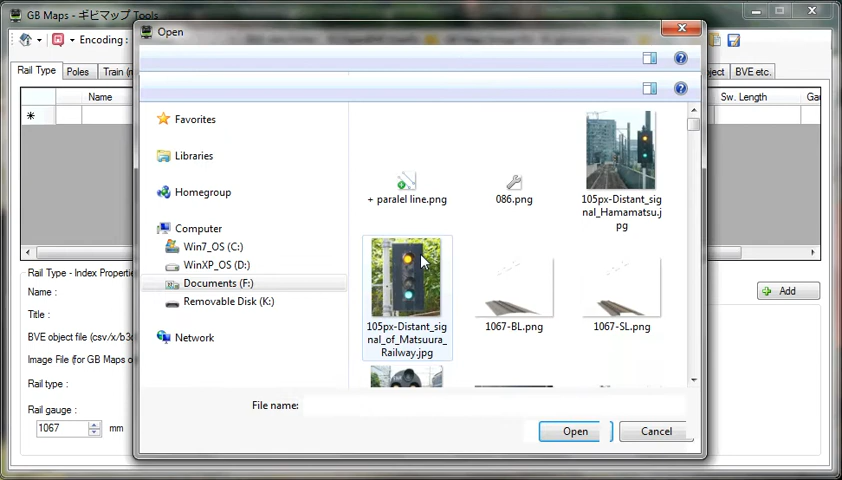 GB Maps - ギビマップ Tools
Open
Encoding :
Rail Type
Poles
Train (
ject
BVE etc.
Name
Sw. Length
Gau
Favorites
Libraries
Homegroup
Computer
Win7_OS (C:)
WinXP_OS (D:)
Documents (F:)
Removable Disk (K:)
Network
+ paralel line.png
086.png
105px-Distant_sig
nal_Hamamatsu.j
pg
105px-Distant_sig
nal_of_Matsuura_
Railway.jpg
1067-BL.png
1067-SL.png
File name:
Open
Cancel
Rail Type - Index Properti
Name :
Title :
BVE object file (csv/x/b3d
Image File (for GB Maps o
Rail type :
Rail gauge :
1067
mm
Add